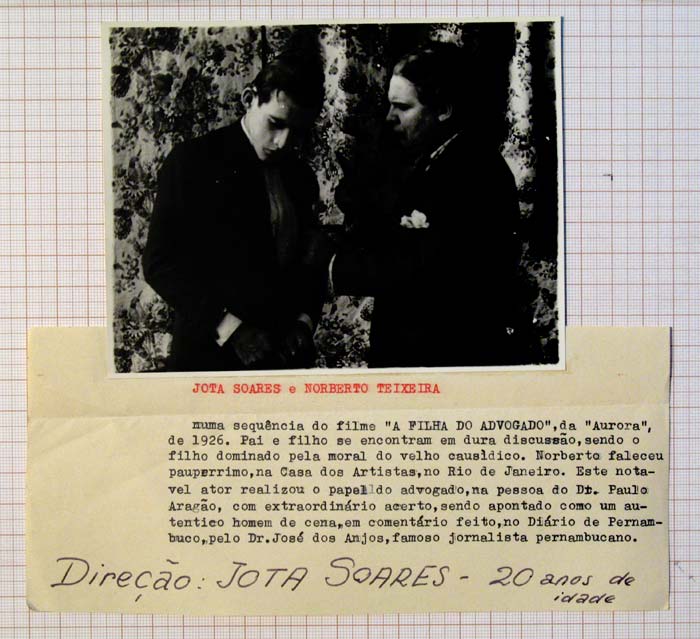 JOTA SOARES e NORBERTO TEIXEIRA
numa sequência do filme "A FILHA DO ADVOGADO",da "Aurora",
de 1926. Pai e filho se encontram em dura discussão,sendo o
filho dominado pela moral do velho causídico. Norberto faleceu
pauperrimo,na Casa dos Artistas,no Rio de Janeiro. Este nota-
vel ator realizou o papel do advogado,na pessoa do Dr. Paulo
Aragão, com extraordinário acerto,sendo apontado como um au-
tentico homem de cena,em comentário feito,no Diário de Pernam-
buco,pelo Dr.José dos Anjos,famoso jornalista pernambucano.
Direção: JOTA SOARES - 20 anos de
idade